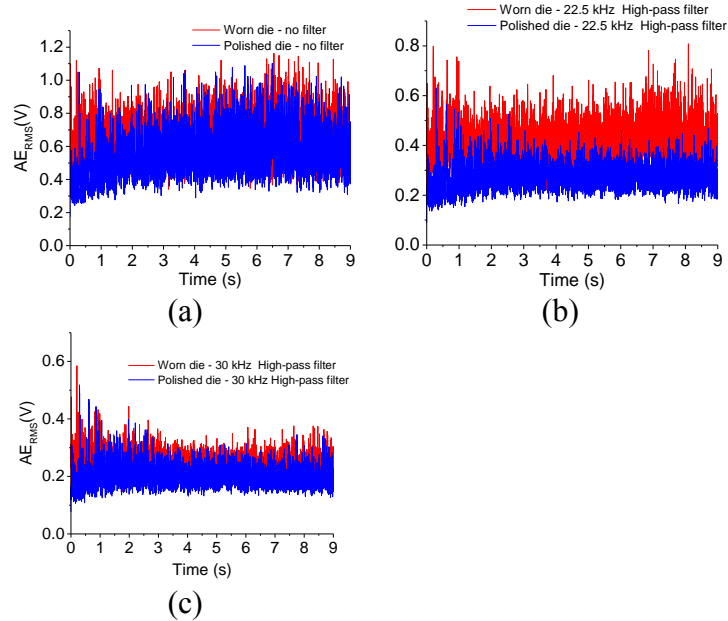 Worn die - no filter
Polished die - no filter
1.2
1.0
0.8
0.6
0.4
0.2
0.0
AE_RMS(V)
0 1 2 3 4 5 6 7 8 9
Time (s)
(a)
Worn die - 22.5 kHz High-pass filter
Polished die - 22.5 kHz High-pass filter
0.8
0.6
0.4
0.2
0.0
0 1 2 3 4 5 6 7 8 9
Time (s)
(b)
Worn die - 30 kHz High-pass filter
Polished die - 30 kHz High-pass filter
0.6
0.4
0.2
0.0
AE_RMS(V)
0 1 2 3 4 5 6 7 8 9
Time (s)
(c)